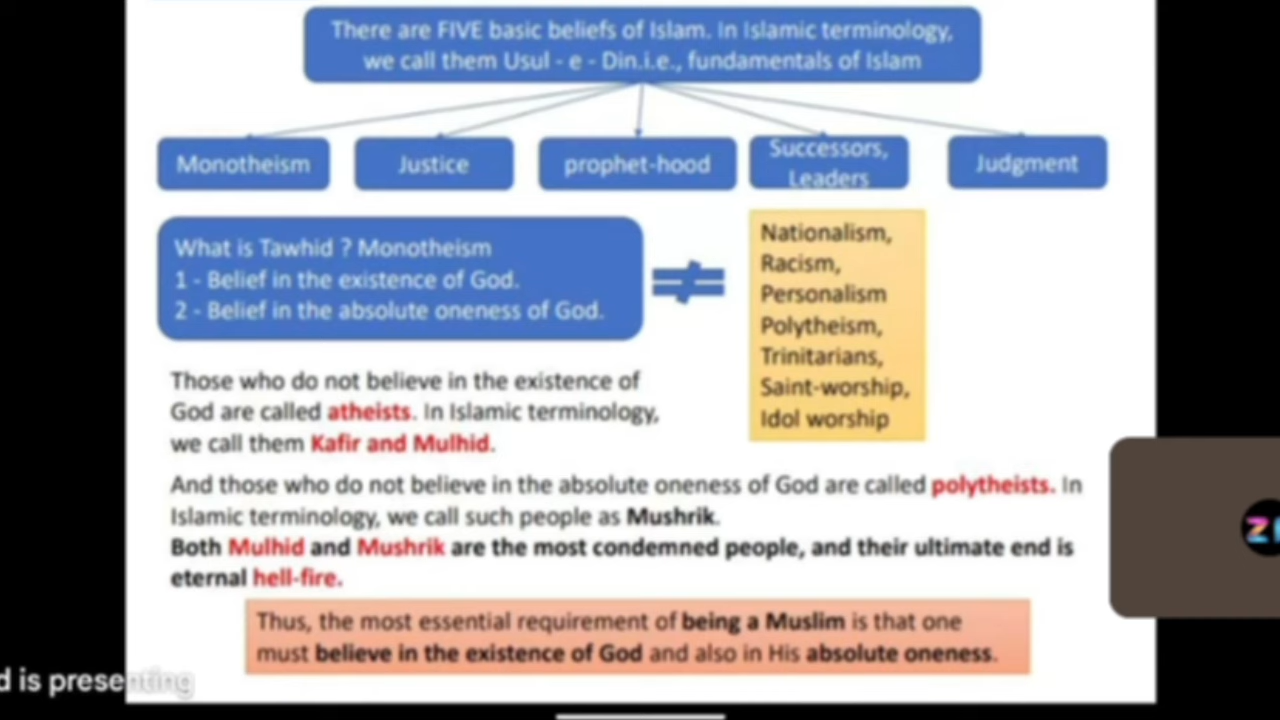 There are FIVE basic beliefs of Islam. In Islamic terminology,
we call them Usul - e - Din.i.e., fundamentals of Islam
Monotheism
Justice
prophet-hood
Successors,
Leaders
Judgment
What is Tawhid ? Monotheism
1 - Belief in the existence of God.
2 - Belief in the absolute oneness of God.
Nationalism,
Racism,
Personalism
Polytheism,
Trinitarians,
Saint-worship,
Idol worship
Those who do not believe in the existence of
God are called atheists. In Islamic terminology,
we call them Kafir and Mulhid.
And those who do not believe in the absolute oneness of God are called polytheists. In
Islamic terminology, we call such people as Mushrik.
Both Mulhid and Mushrik are the most condemned people, and their ultimate end is
eternal hell-fire.
Thus, the most essential requirement of being a Muslim is that one
must believe in the existence of God and also in His absolute oneness.
d is presenting